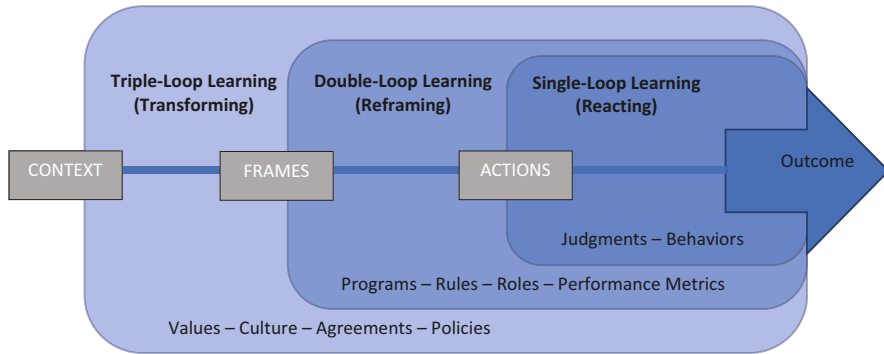 Triple-Loop Learning
(Transforming)
Double-Loop Learning
(Reframing)
Single-Loop Learning
(Reacting)
CONTEXT
FRAMES
ACTIONS
Outcome
Judgments – Behaviors
Programs – Rules – Roles – Performance Metrics
Values – Culture – Agreements – Policies